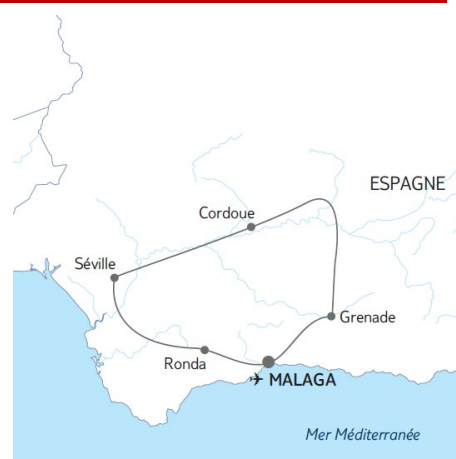 ESPAGNE
Cordoue
Séville
Grenade
Ronda
MALAGA
Mer Méditerranée